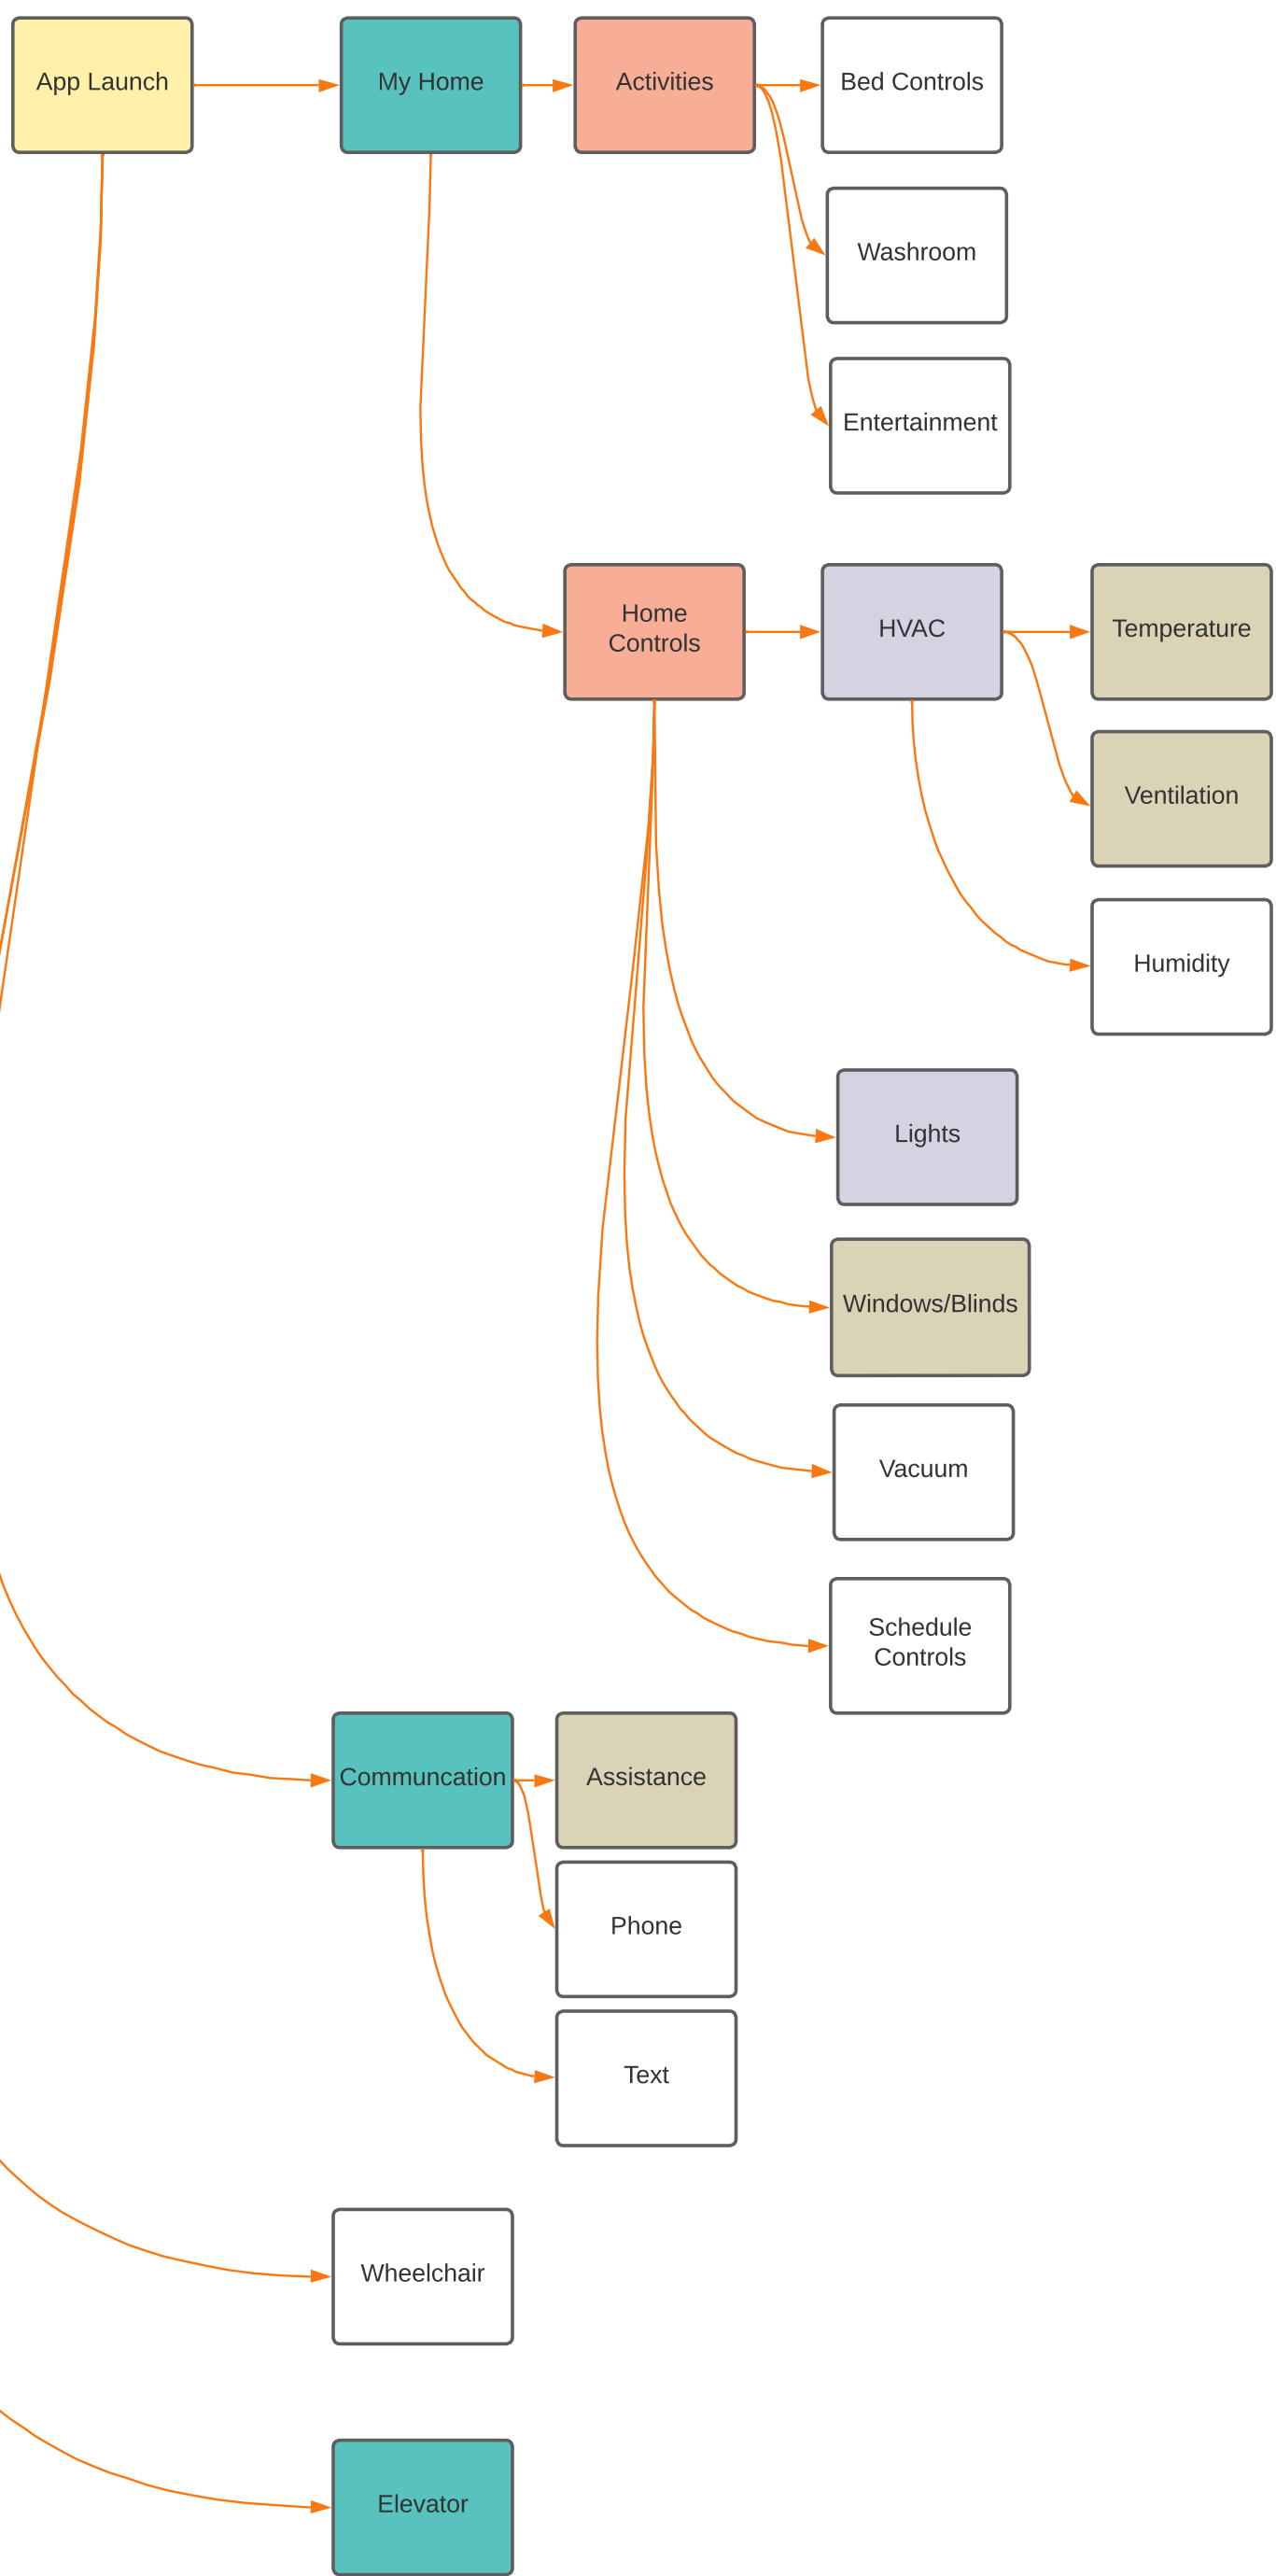 App Launch
My Home
Activities
Bed Controls
Washroom
Entertainment
Home
Controls
HVAC
Temperature
Ventilation
Humidity
Lights
Windows/Blinds
Vacuum
Schedule
Controls
Communcation
Assistance
Phone
Text
Wheelchair
Elevator